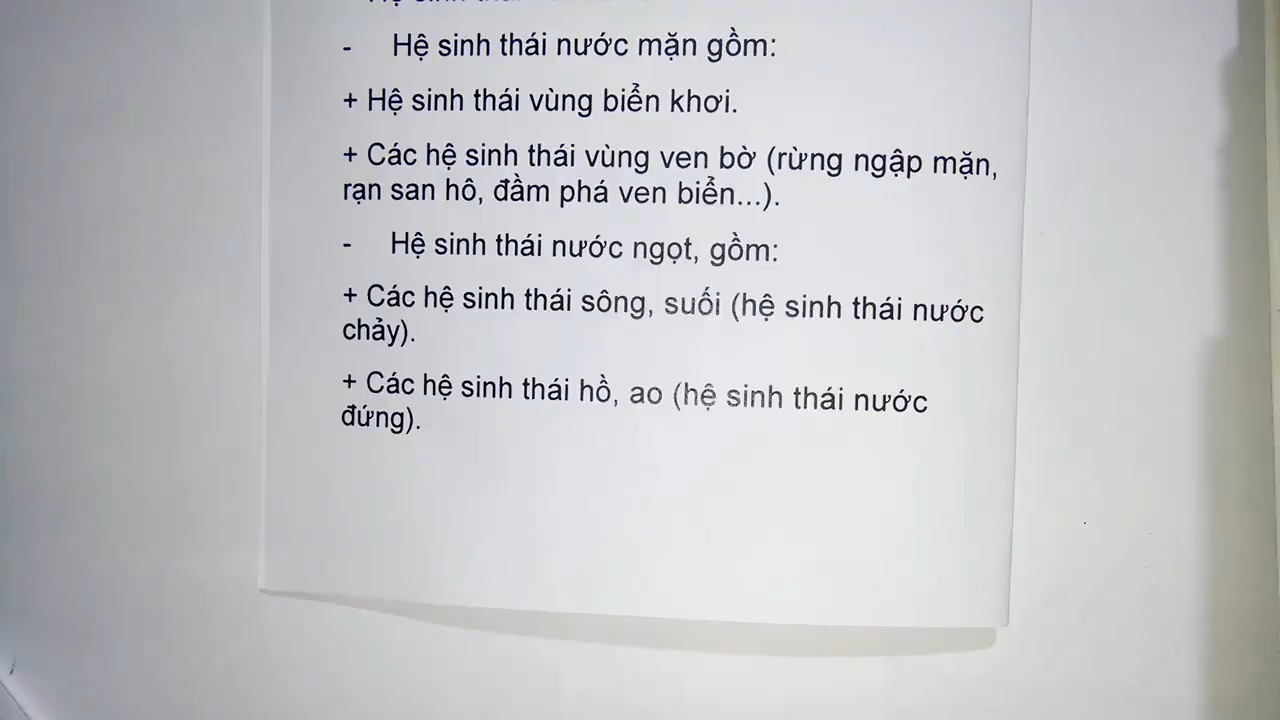 Hệ sinh thái
- Hệ sinh thái nước mặn gồm:
+ Hệ sinh thái vùng biển khơi.
+ Các hệ sinh thái vùng ven bờ (rừng ngập mặn,
rạn san hô, đầm phá ven biển...).
- Hệ sinh thái nước ngọt, gồm:
+ Các hệ sinh thái sông, suối (hệ sinh thái nước
chảy).
+ Các hệ sinh thái hồ, ao (hệ sinh thái nước
đứng).